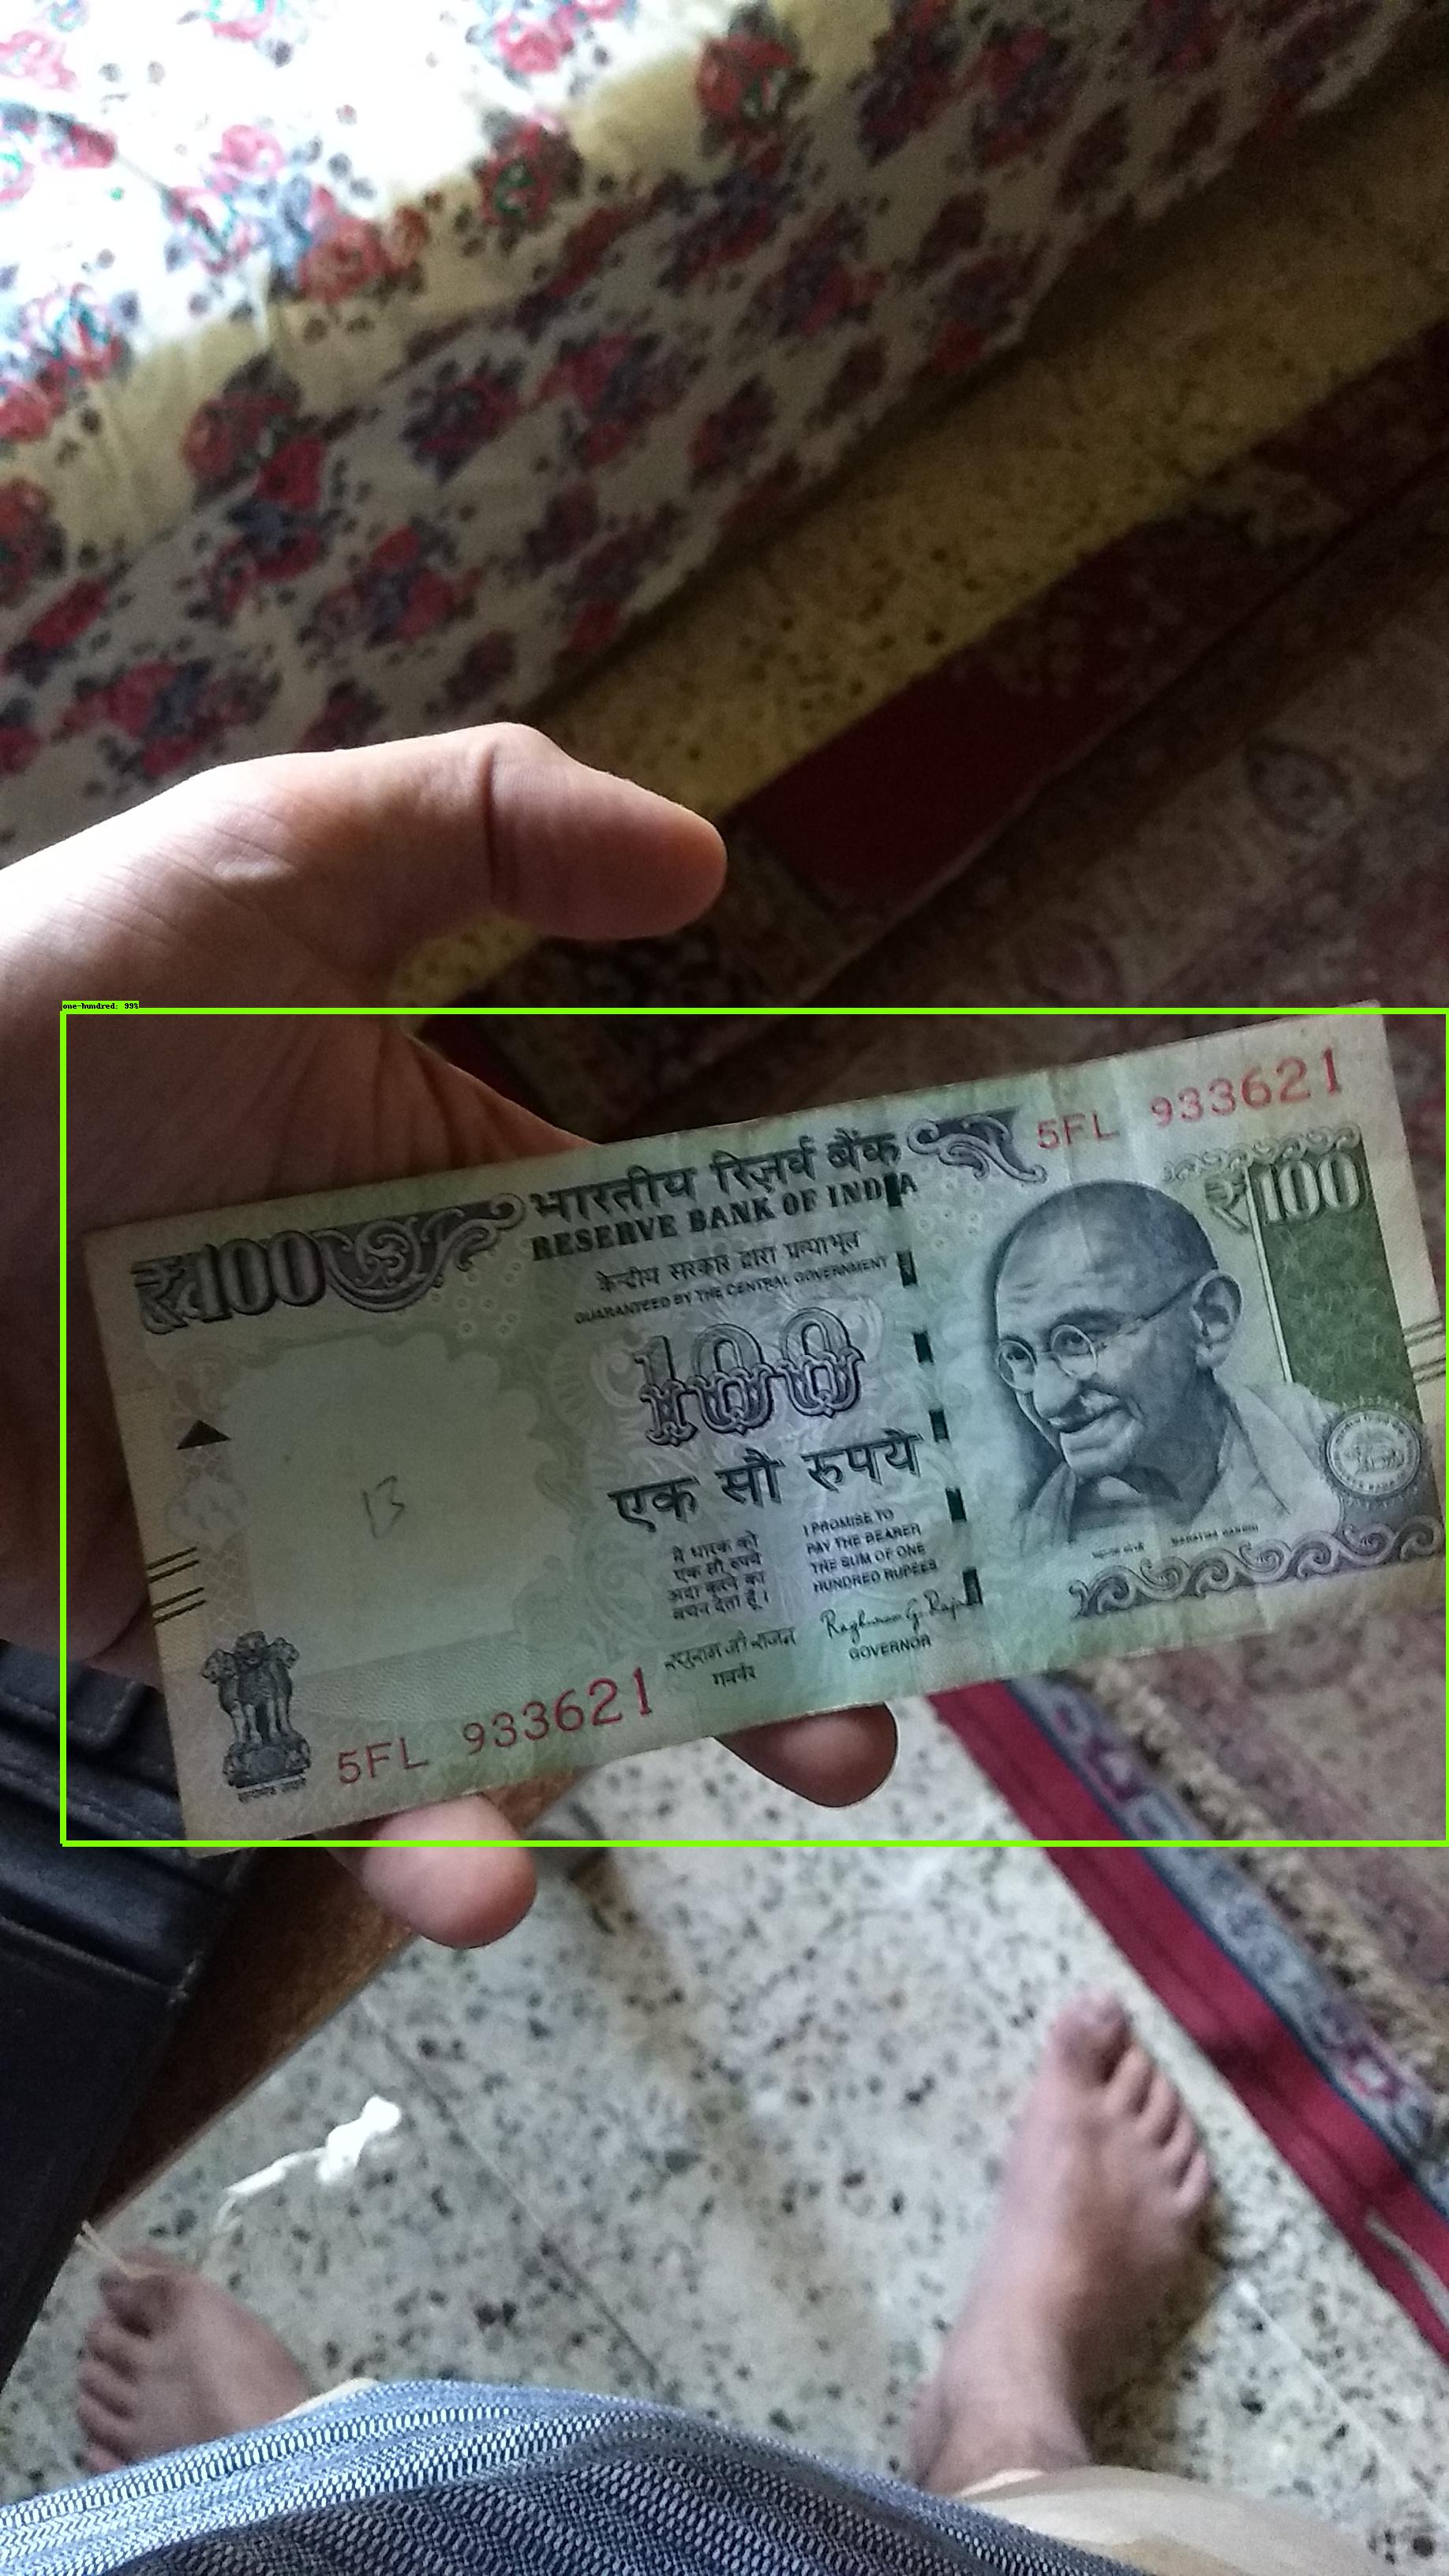 one-hundred: 99%
5FL 933621
भारतीय रिज़र्व बैंक
RESERVE BANK OF INDIA
₹100
₹100
केन्दीय सरकार द्वारा प्रत्याभूत
GUARANTEED BY THE CENTRAL GOVERNMENT
100
एक सौ रुपये
13
मैं धारक को
एक सौ रुपये
अदा करने का
वचन देता हूँ।
I PROMISE TO
PAY THE BEARER
THE SUM OF ONE
HUNDRED RUPEES
रघुराम जी राजन
गवर्नर
Raghuram G. Rajan
GOVERNOR
महात्मा गांधी
MAHATMA GANDHI
सत्यमेव जयते
5FL 933621